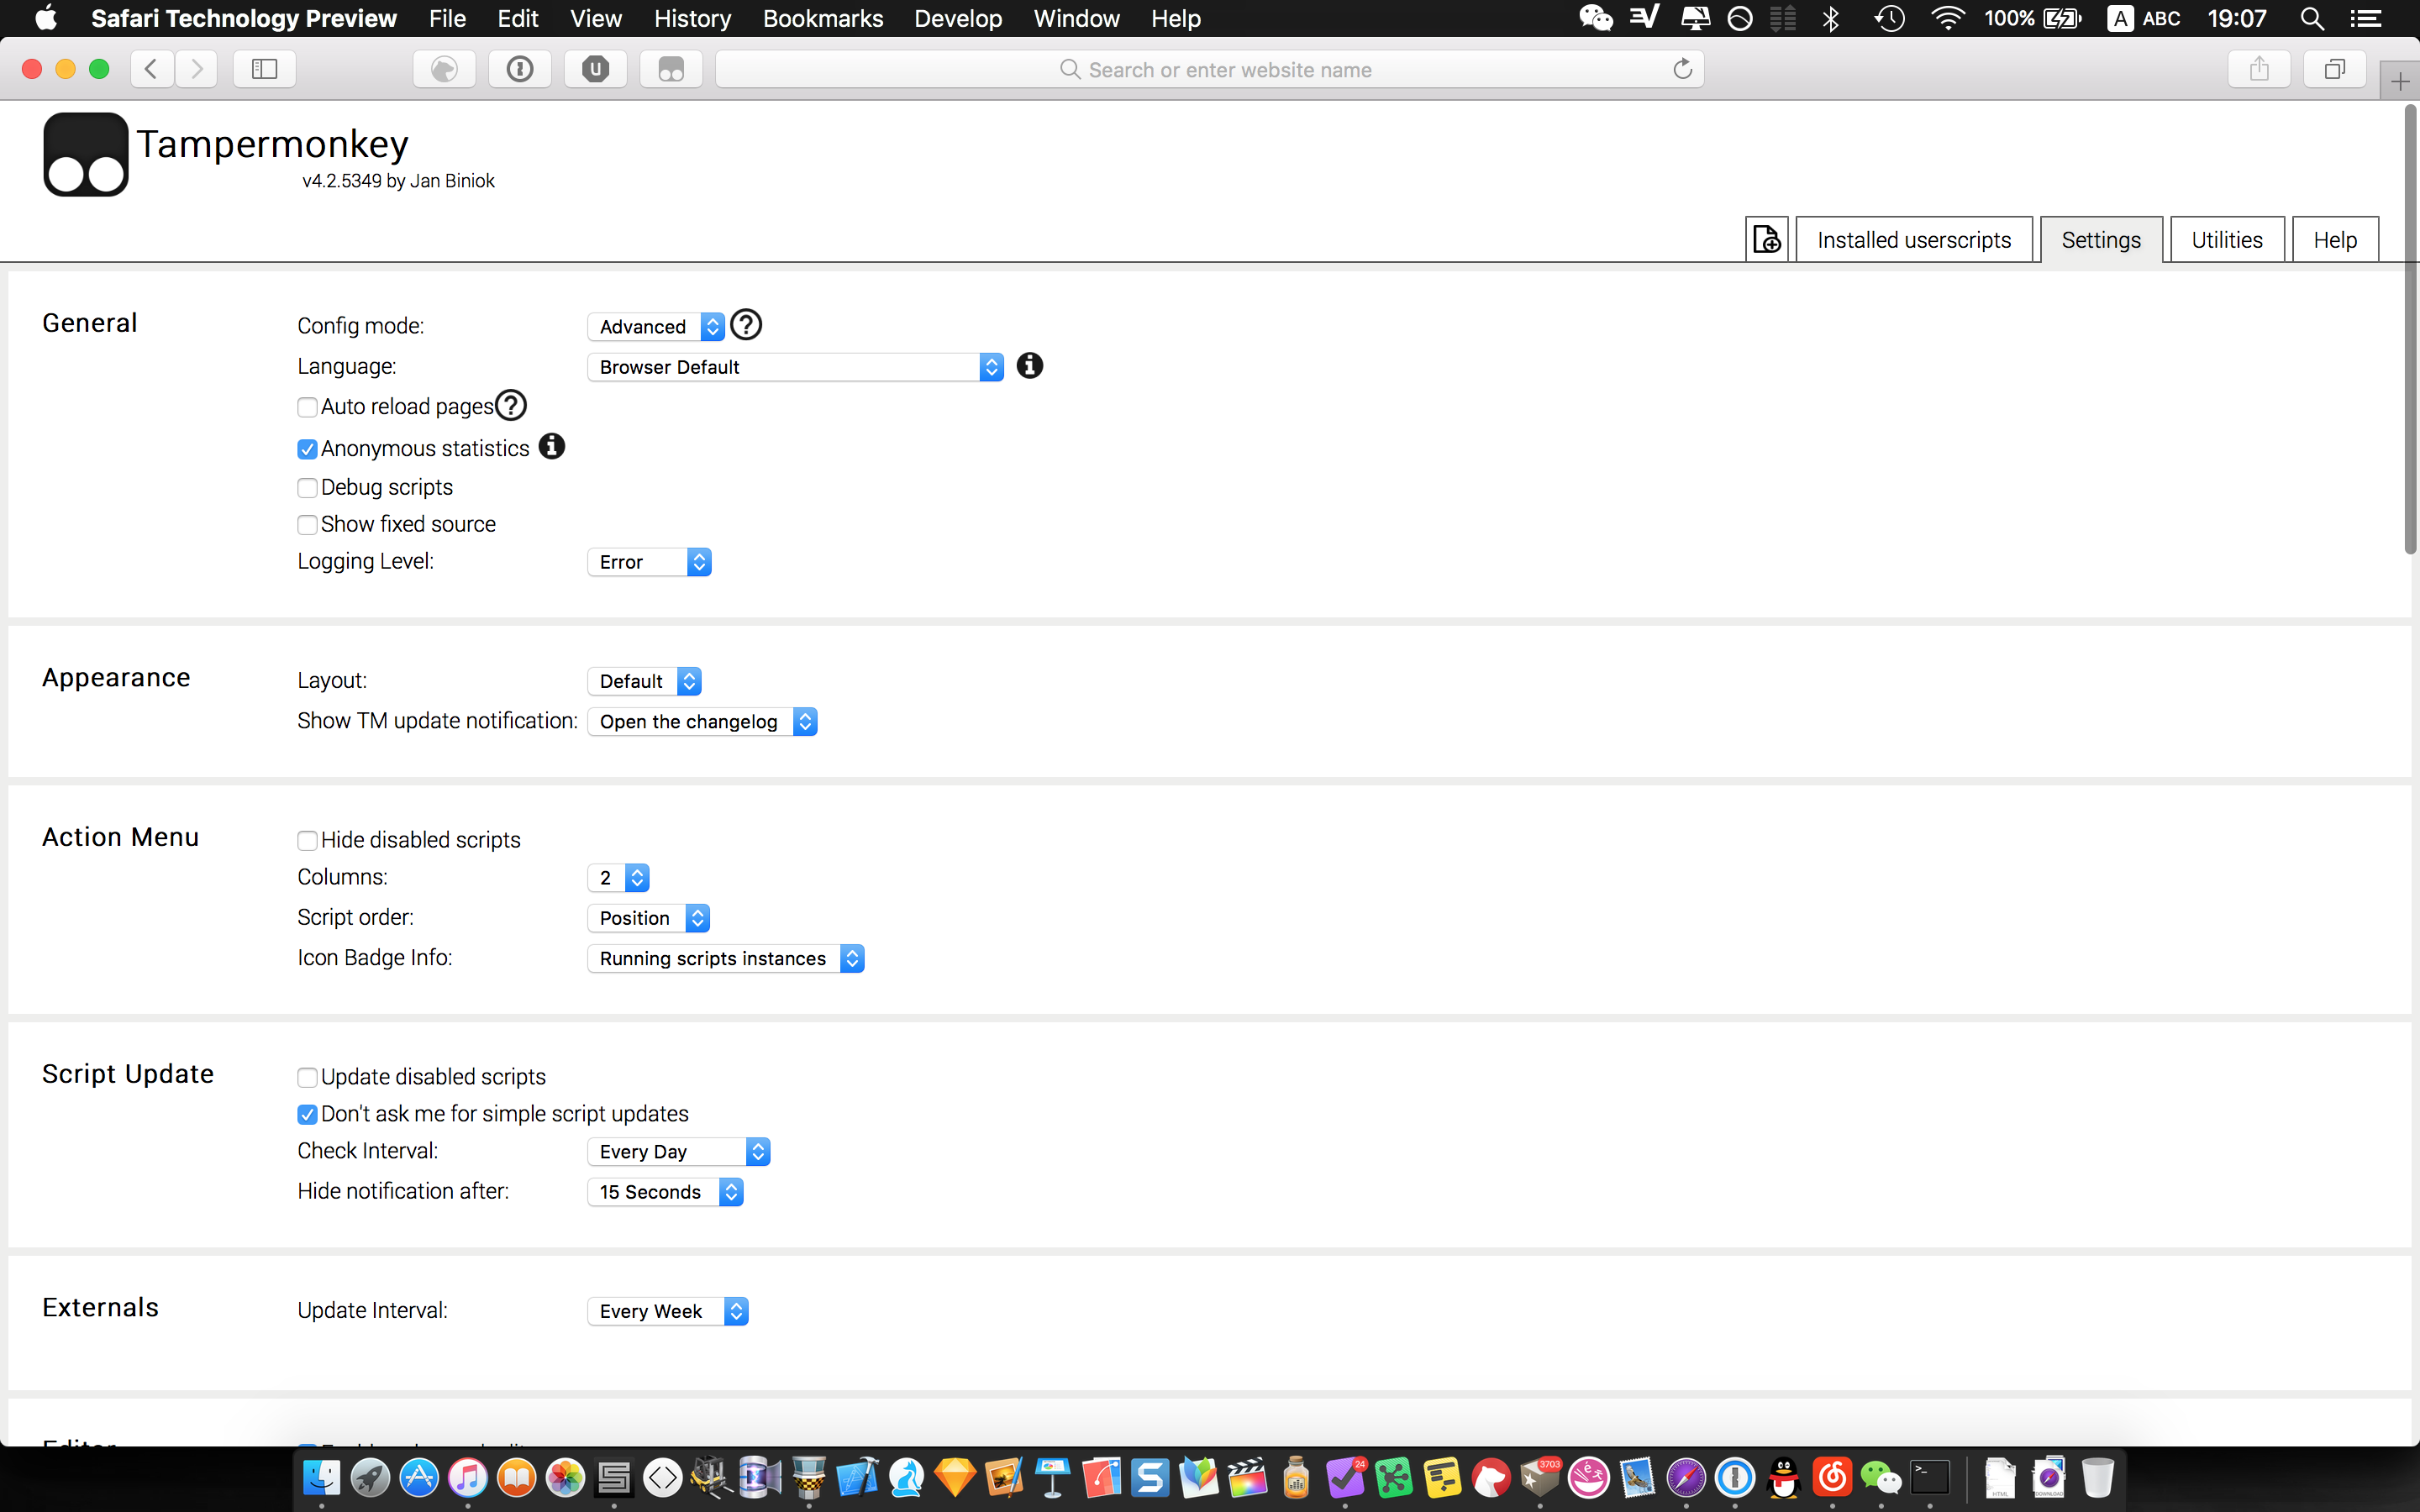 Safari Technology Preview File Edit View History Bookmarks Develop Window Help 100% A ABC 19:07
Search or enter website name
Tampermonkey
v4.2.5349 by Jan Biniok
Installed userscripts Settings Utilities Help
General
Config mode: Advanced
Language: Browser Default
Auto reload pages
Anonymous statistics
Debug scripts
Show fixed source
Logging Level: Error
Appearance
Layout: Default
Show TM update notification: Open the changelog
Action Menu
Hide disabled scripts
Columns: 2
Script order: Position
Icon Badge Info: Running scripts instances
Script Update
Update disabled scripts
Don't ask me for simple script updates
Check Interval: Every Day
Hide notification after: 15 Seconds
Externals
Update Interval: Every Week
24 3703
HTML DOWNLOAD